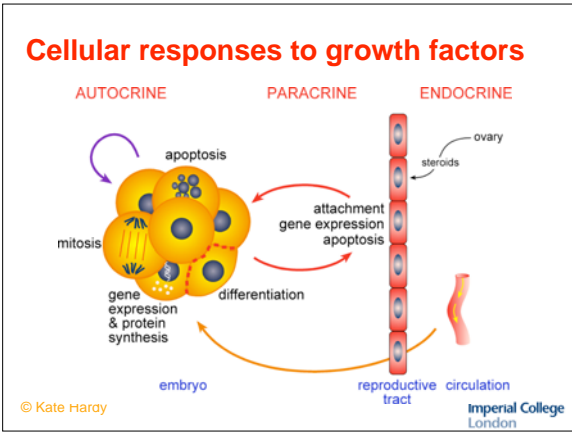 Cellular responses to growth factors
AUTOCRINE PARACRINE ENDOCRINE
ovary
steroids
apoptosis
attachment
gene expression
apoptosis
mitosis
gene
expression
& protein
synthesis
differentiation
embryo
reproductive
tract
circulation
© Kate Hardy
Imperial College
London